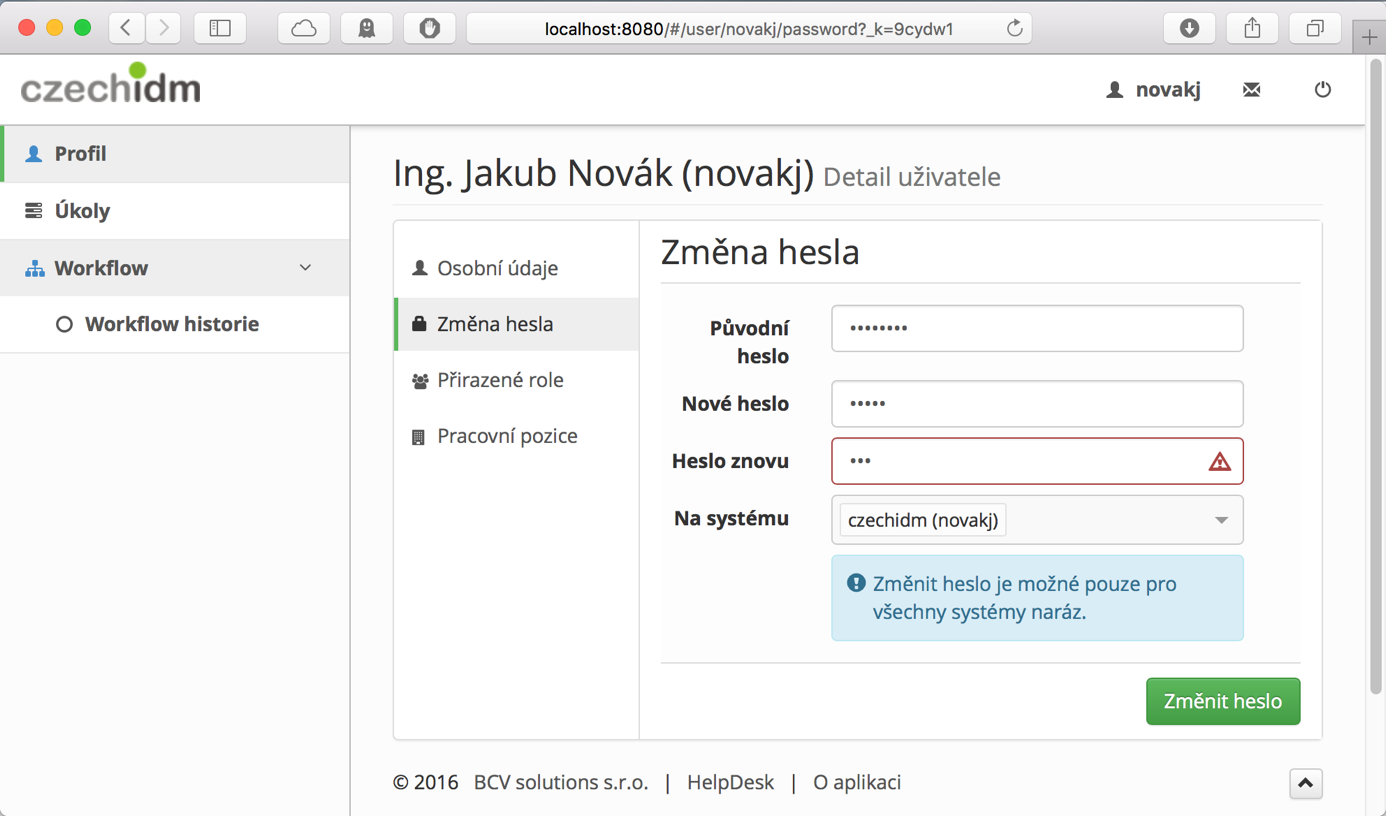 localhost:8080/#/user/novakj/password?_k=9cydw1
czechidm
novakj
Profil
Úkoly
Workflow
Workflow historie
Ing. Jakub Novák (novakj) Detail uživatele
Osobní údaje
Změna hesla
Přirazené role
Pracovní pozice
Změna hesla
Původní
heslo
••••••••
Nové heslo
•••••
Heslo znovu
•••
Na systému
czechidm (novakj)
Změnit heslo je možné pouze pro
všechny systémy naráz.
Změnit heslo
© 2016 BCV solutions s.r.o. | HelpDesk | O aplikaci